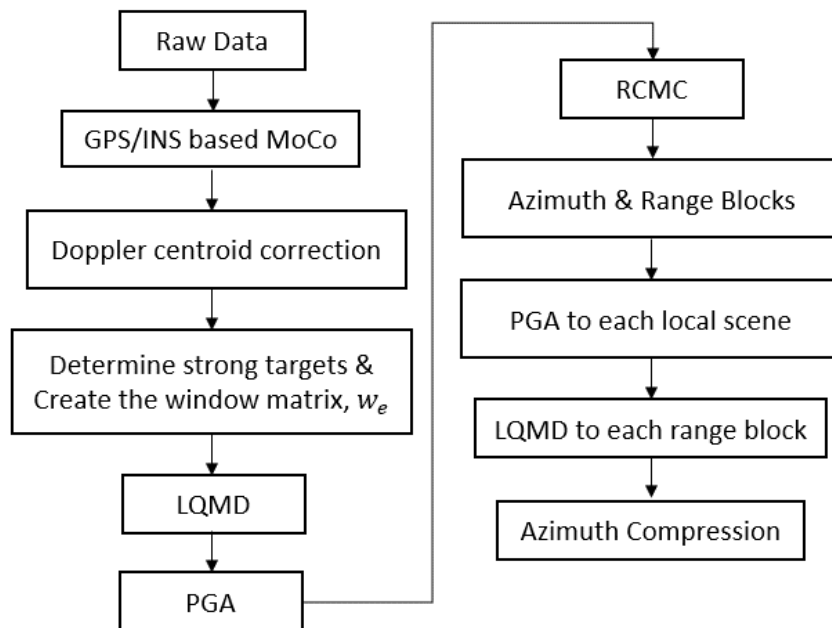 Raw Data
GPS/INS based MoCo
Doppler centroid correction
Determine strong targets &
Create the window matrix, wₑ
LQMD
PGA
RCMC
Azimuth & Range Blocks
PGA to each local scene
LQMD to each range block
Azimuth Compression